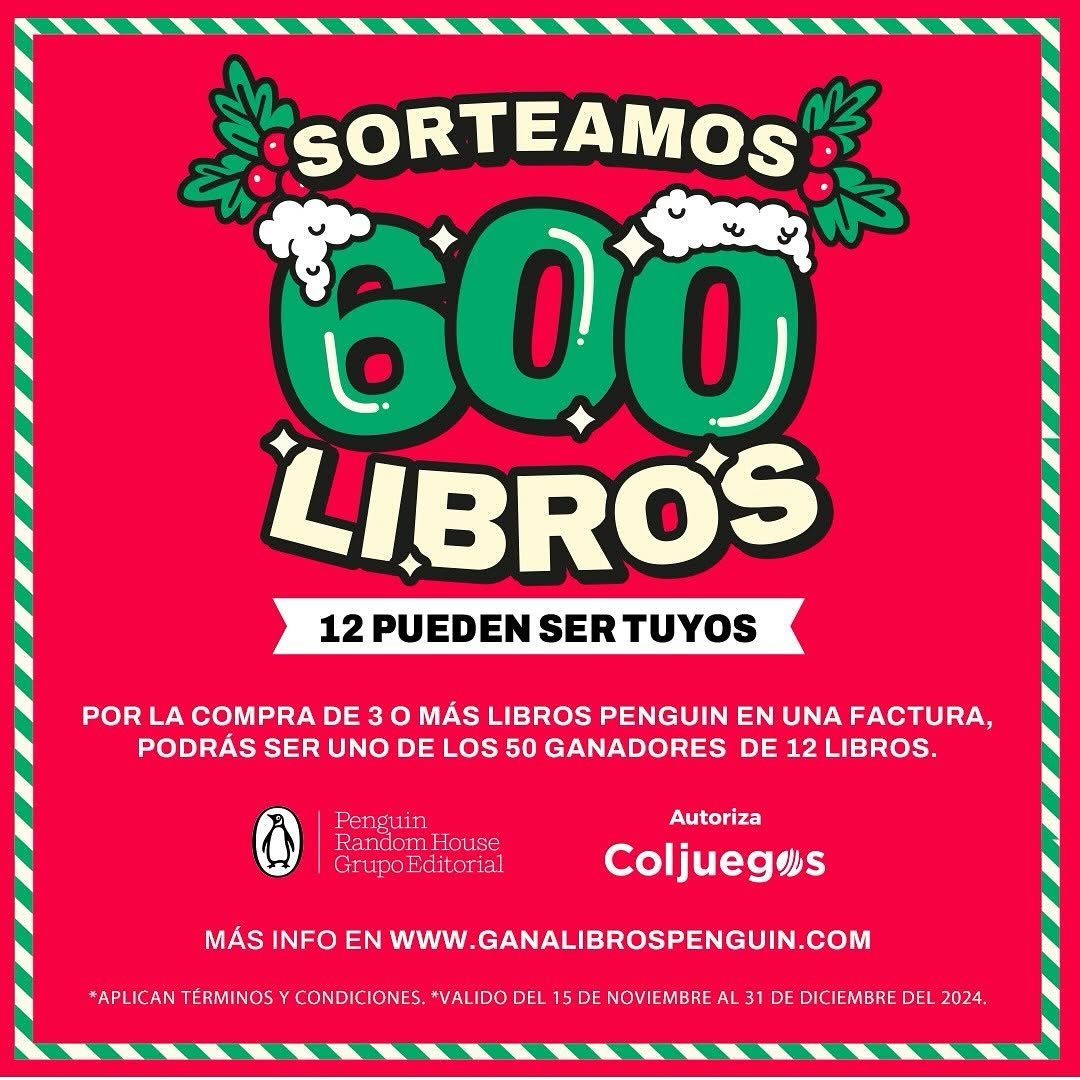 SORTEAMOS
600
LIBROS
12 PUEDEN SER TUYOS
POR LA COMPRA DE 3 O MÁS LIBROS PENGUIN EN UNA FACTURA,
PODRÁS SER UNO DE LOS 50 GANADORES DE 12 LIBROS.
Penguin
Random House
Grupo Editorial
Autoriza
Coljuegos
MÁS INFO EN WWW.GANALIBROSPENGUIN.COM
*APLICAN TÉRMINOS Y CONDICIONES. *VALIDO DEL 15 DE NOVIEMBRE AL 31 DE DICIEMBRE DEL 2024.